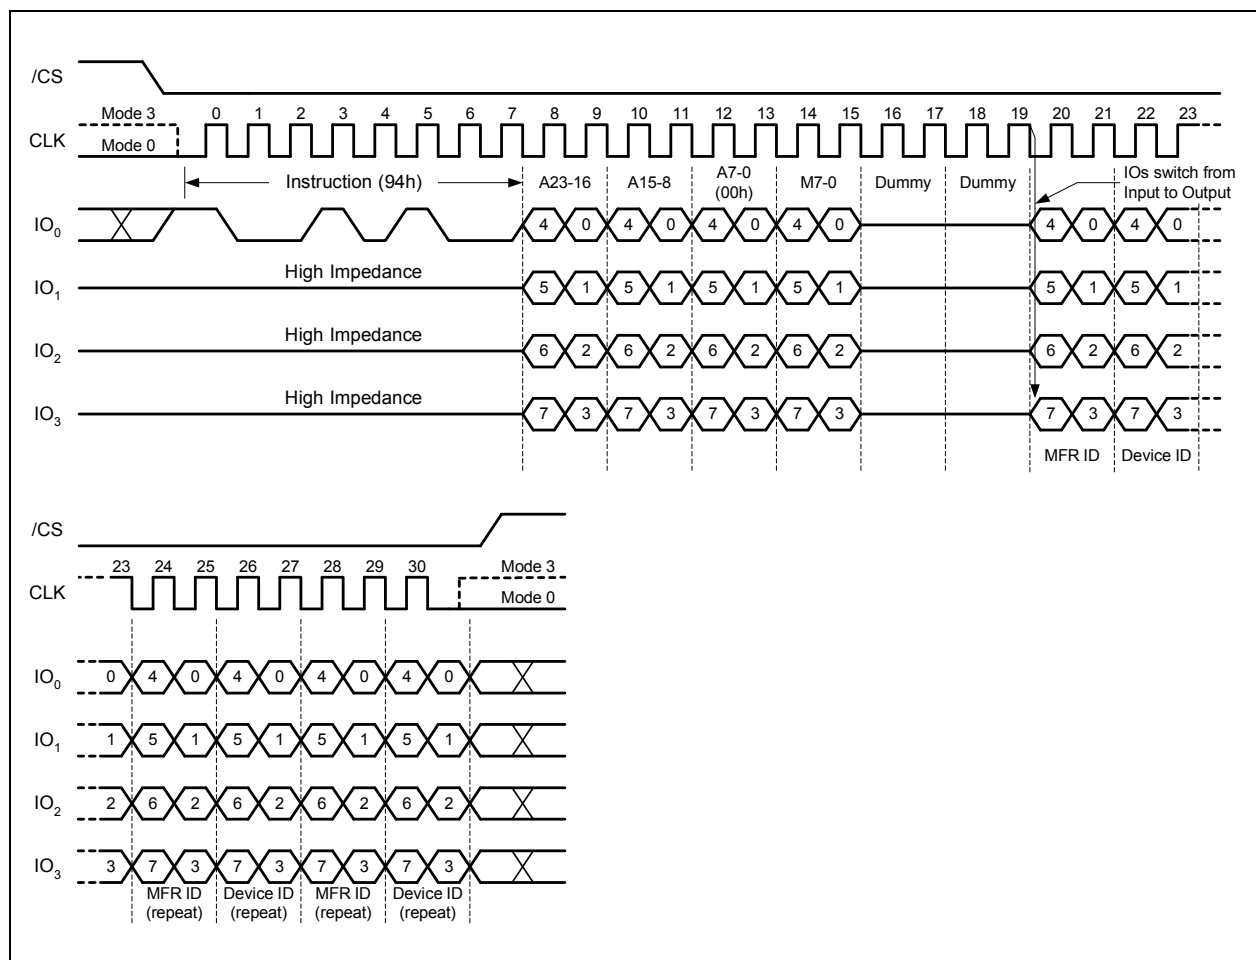 /CS
Mode 3 0 1 2 3 4 5 6 7 8 9 10 11 12 13 14 15 16 17 18 19 20 21 22 23
CLK Mode 0
Instruction (94h) A23-16 A15-8 A7-0 (00h) M7-0 Dummy Dummy IOs switch from Input to Output
IO0 4 0 4 0 4 0 4 0 4 0 4 0
High Impedance
IO1 5 1 5 1 5 1 5 1 5 1 5 1
High Impedance
IO2 6 2 6 2 6 2 6 2 6 2 6 2
High Impedance
IO3 7 3 7 3 7 3 7 3 7 3 7 3
MFR ID Device ID
/CS
23 24 25 26 27 28 29 30 Mode 3
CLK Mode 0
IO0 0 4 0 4 0 4 0 4 0
IO1 1 5 1 5 1 5 1 5 1
IO2 2 6 2 6 2 6 2 6 2
IO3 3 7 3 7 3 7 3 7 3
MFR ID (repeat) Device ID (repeat) MFR ID (repeat) Device ID (repeat)